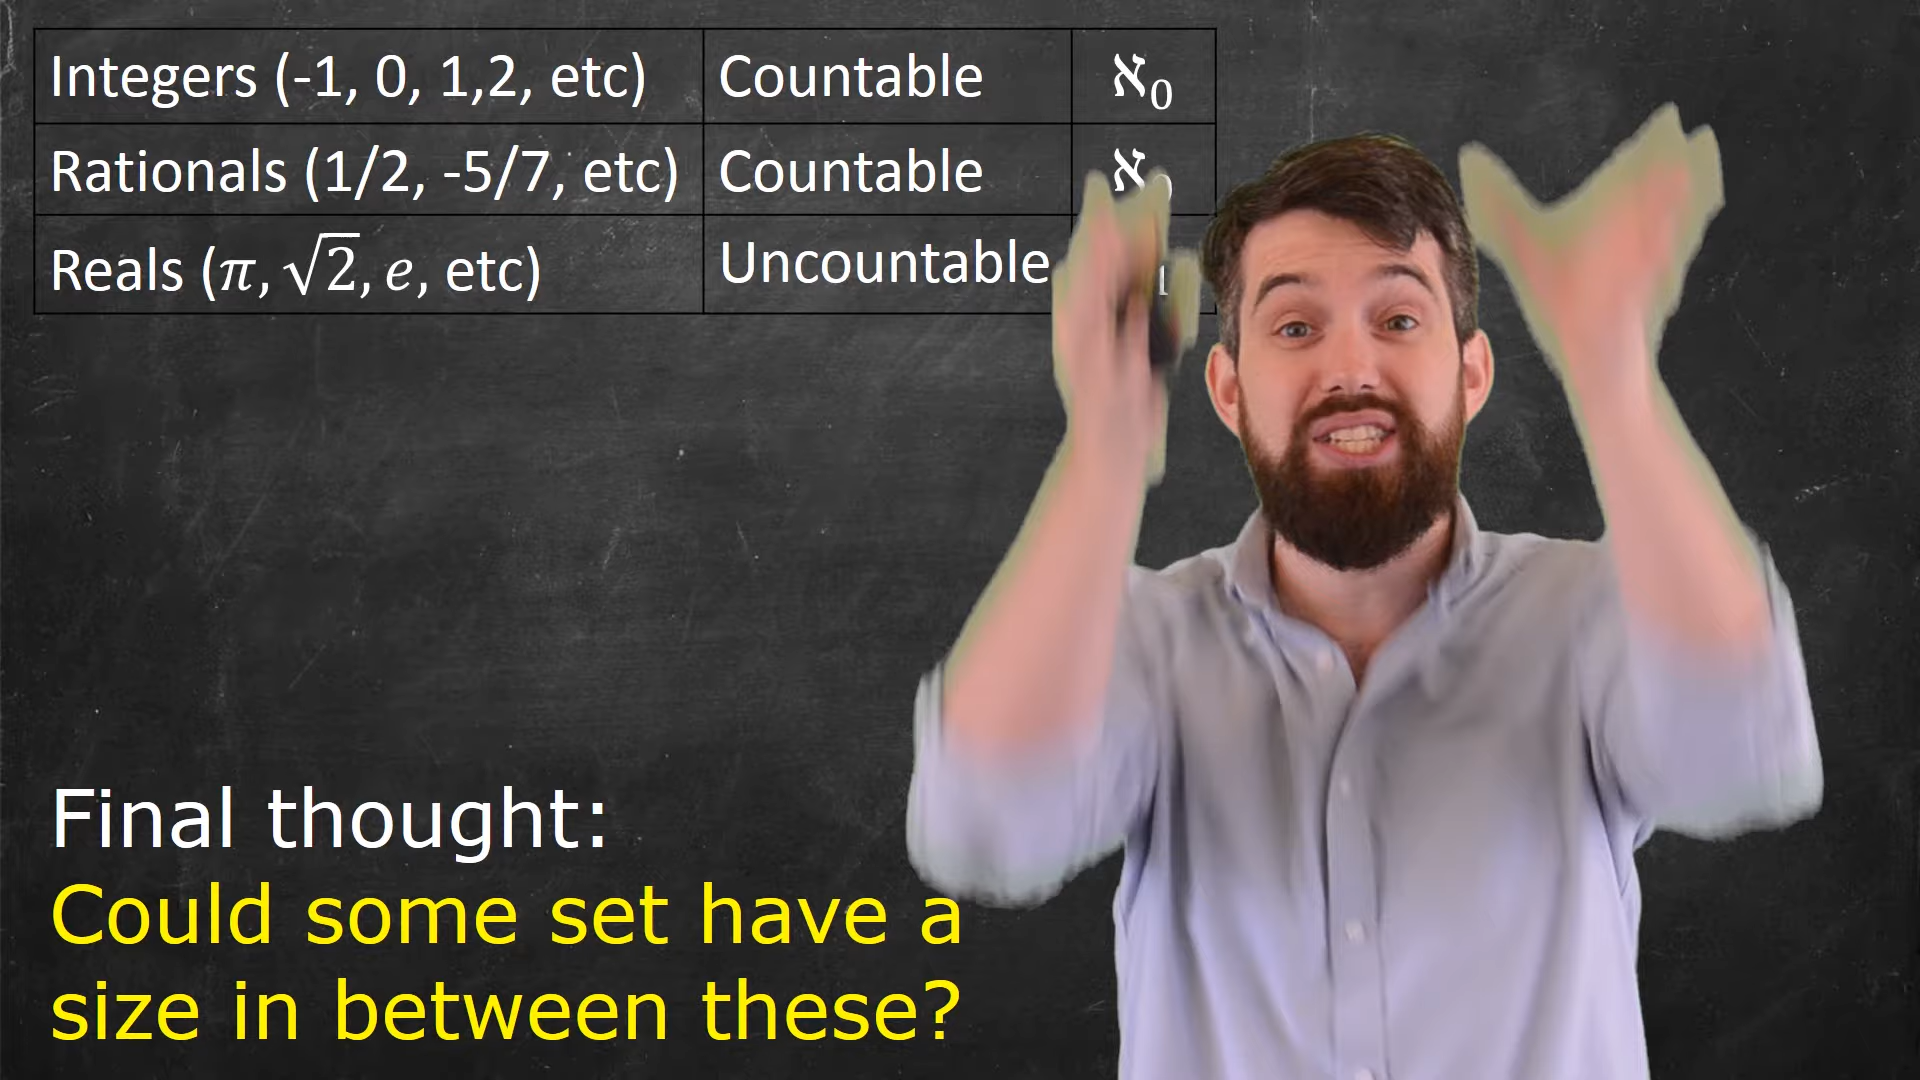 Integers (-1, 0, 1,2, etc) Countable ℵ₀
Rationals (1/2, -5/7, etc) Countable ℵ
Reals (π, √2, e, etc) Uncountable
Final thought:
Could some set have a
size in between these?